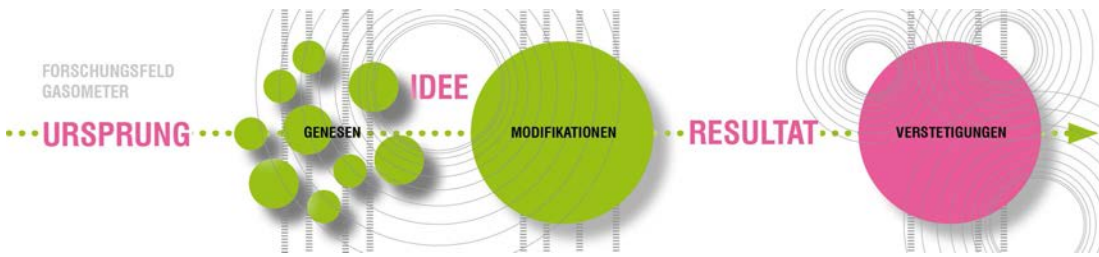 FORSCHUNGSFELD
GASOMETER
URSPRUNG
GENESEN
IDEE
MODIFIKATIONEN
RESULTAT
VERSTETIGUNGEN